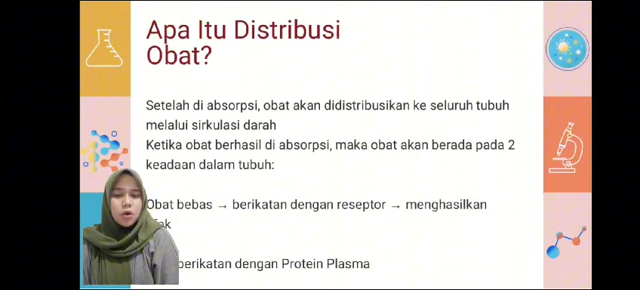 Apa Itu Distribusi
Obat?
Setelah di absorpsi, obat akan didistribusikan ke seluruh tubuh
melalui sirkulasi darah
Ketika obat berhasil di absorpsi, maka obat akan berada pada 2
keadaan dalam tubuh:
Obat bebas → berikatan dengan reseptor → menghasilkan
berikatan dengan Protein Plasma